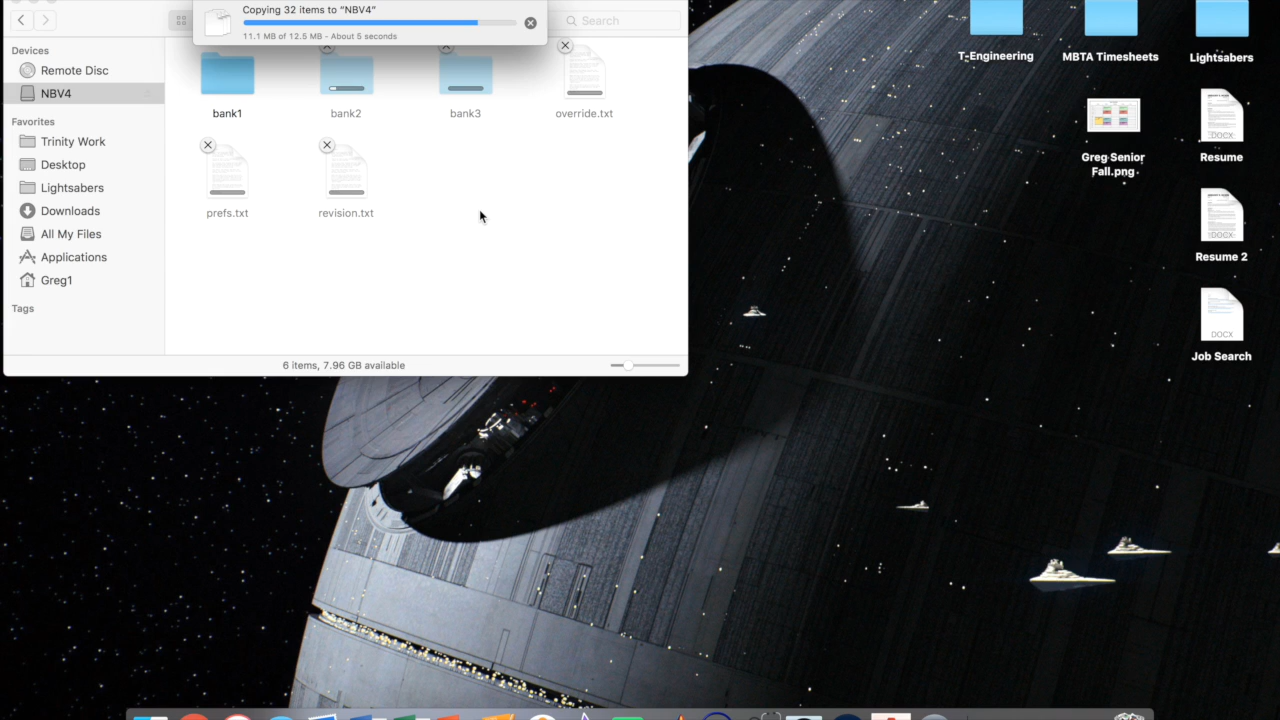 Copying 32 items to “NBV4”
11.1 MB of 12.5 MB - About 5 seconds
Search
Devices
Remote Disc
NBV4
Favorites
Trinity Work
Desktop
Lightsabers
Downloads
All My Files
Applications
Greg1
Tags
bank1
bank2
bank3
override.txt
prefs.txt
revision.txt
6 items, 7.96 GB available
T-Engineering
MBTA Timesheets
Lightsabers
Greg Senior
Fall.png
DOCX
Resume
DOCX
Resume 2
DOCX
Job Search